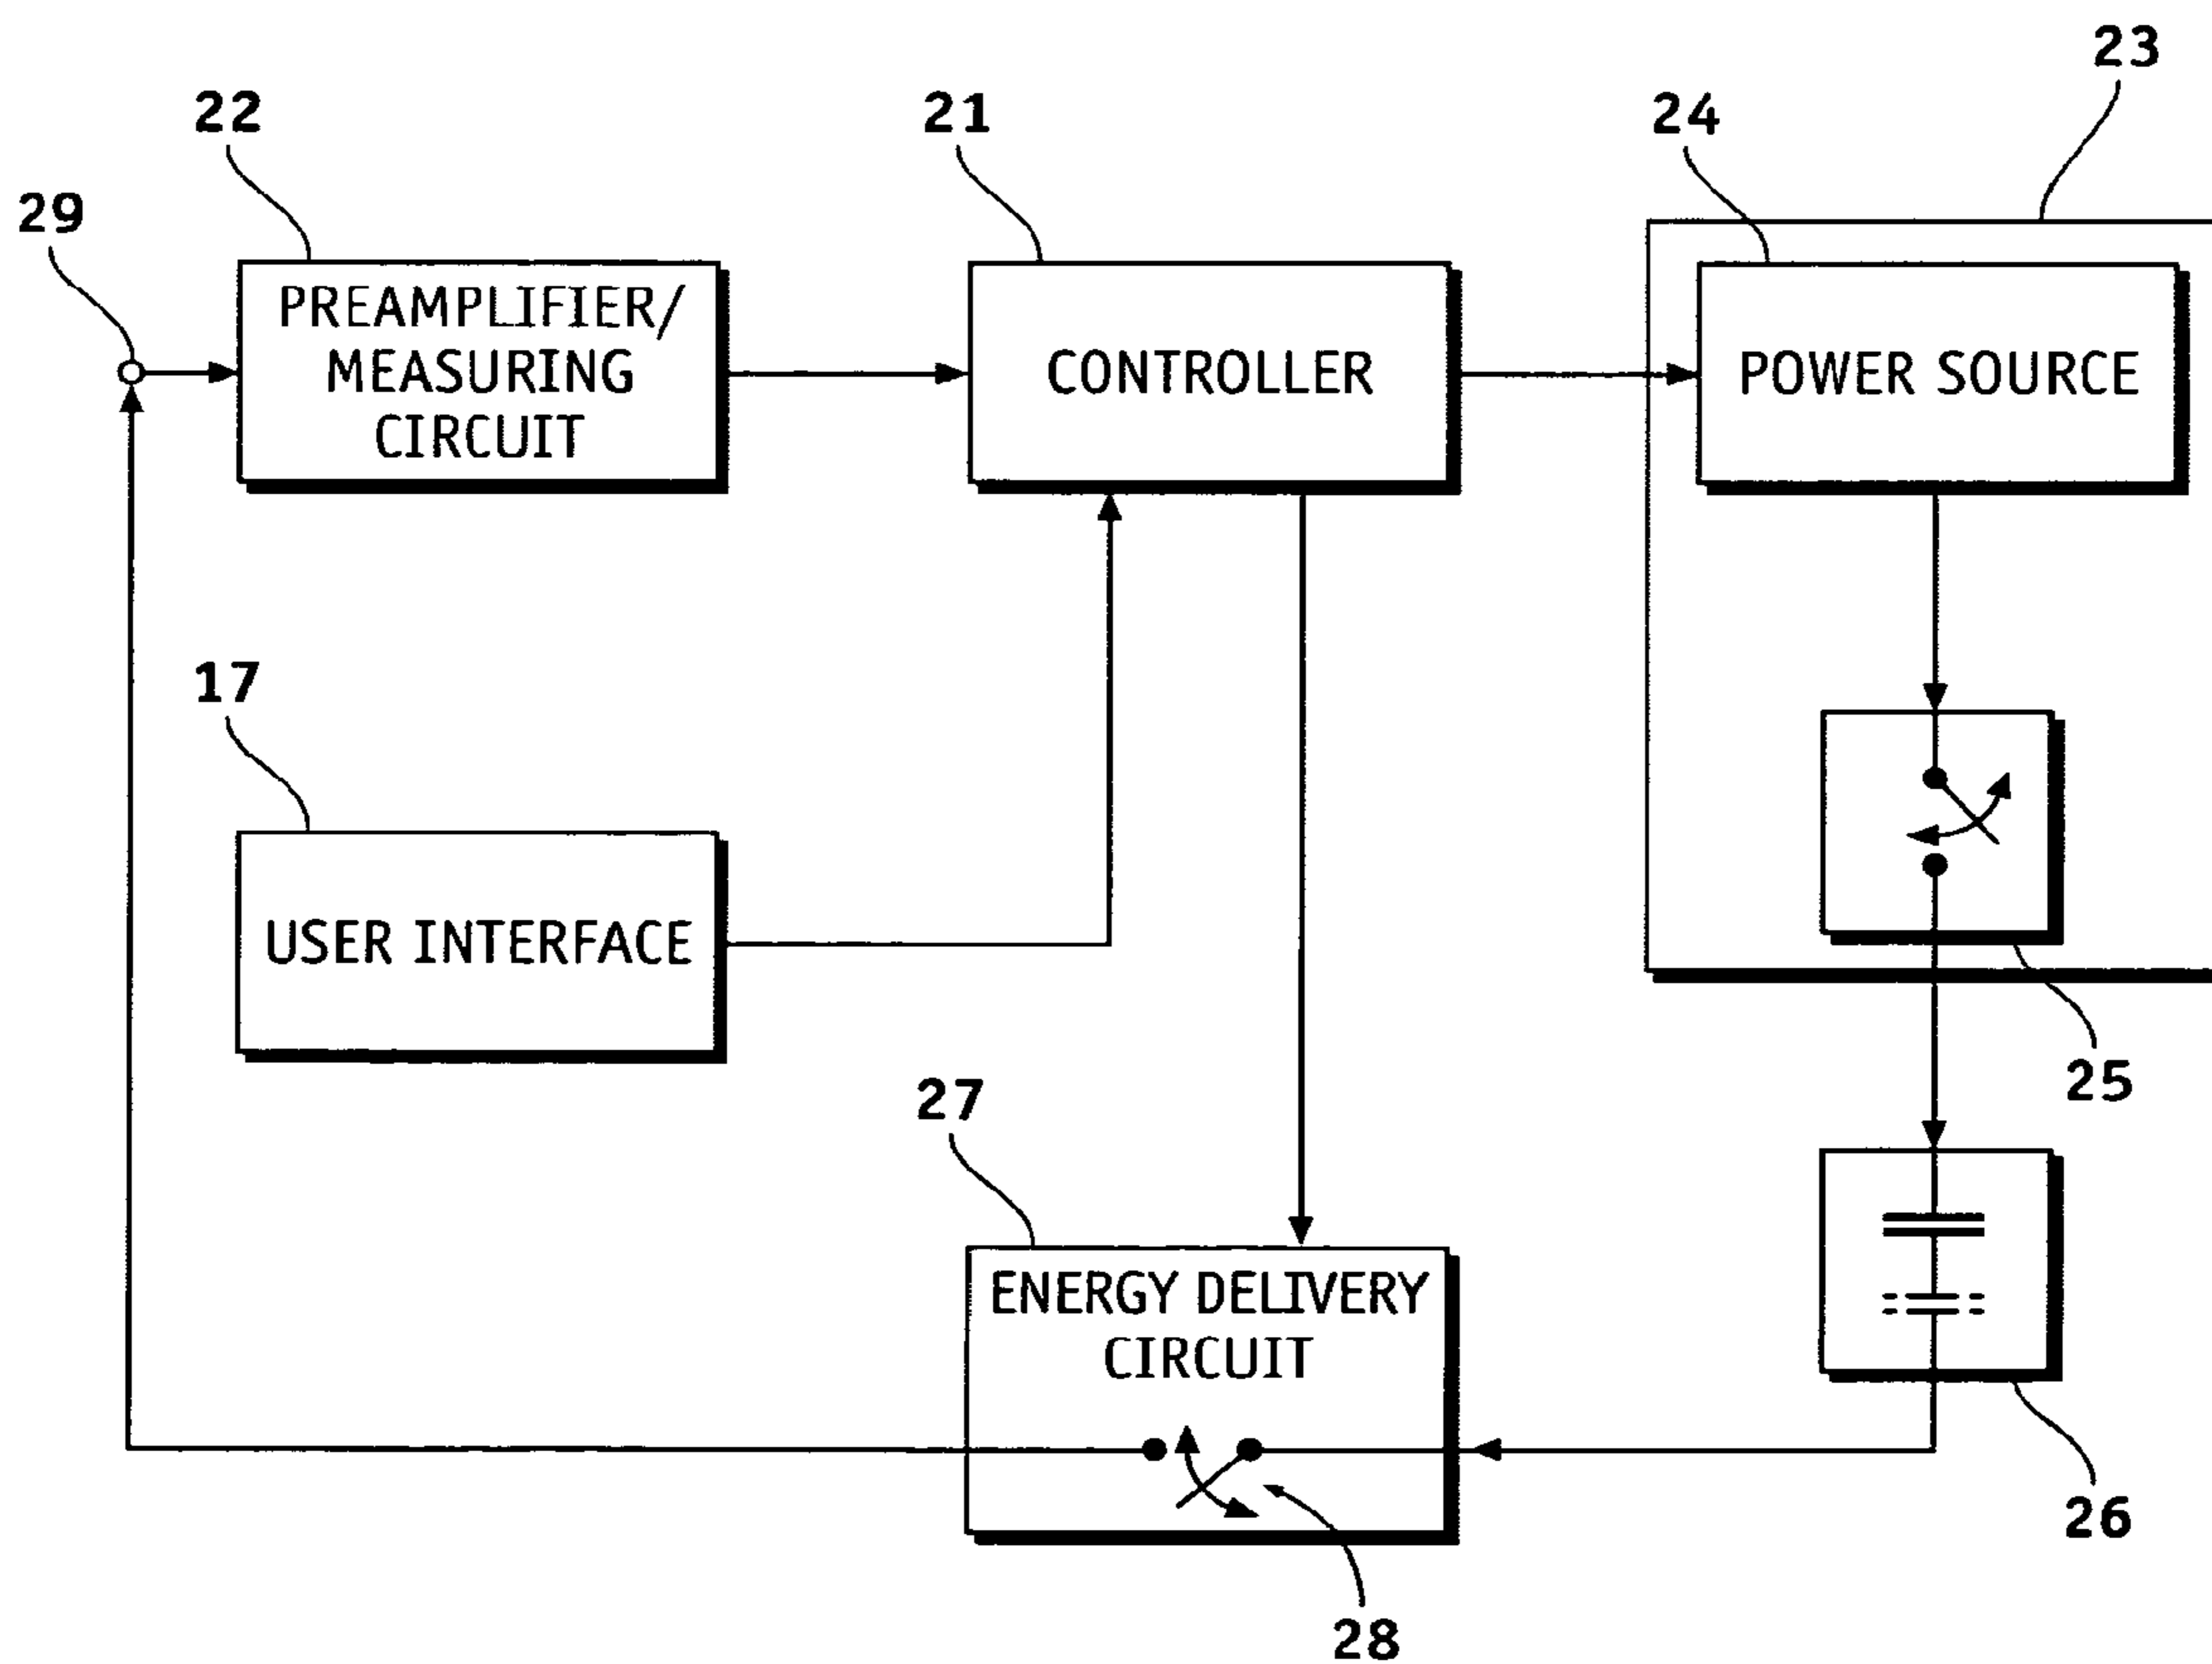 23
22
21
24
29
PREAMPLIFIER/
MEASURING
CIRCUIT
CONTROLLER
POWER SOURCE
17
USER INTERFACE
25
27
ENERGY DELIVERY
CIRCUIT
26
28